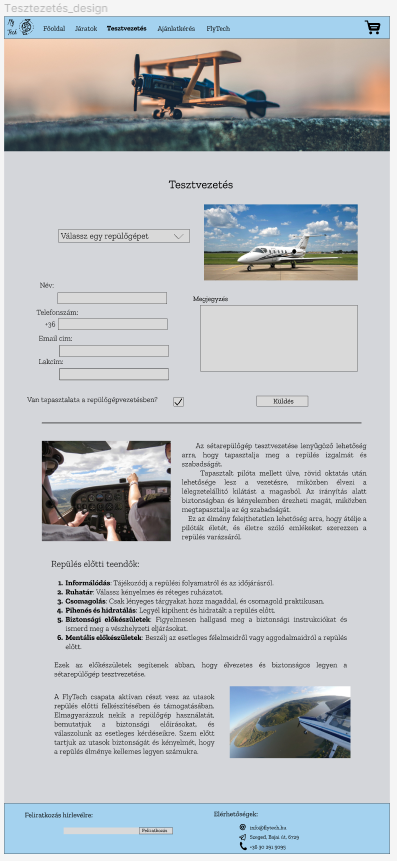 Tesztezetés_design
Fly Tech
Főoldal Járatok Tesztvezetés Ajánlatkérés FlyTech
Tesztvezetés
Válassz egy repülőgépet
Név:
Telefonszám:
+36
Email cím:
Lakcím:
Megjegyzés
Van tapasztalata a repülőgépvezetésben?
Küldés
Az sétarepülőgép tesztvezetése lenyűgöző lehetőség
arra, hogy tapasztalja meg a repülés izgalmát és
szabadságát.
Tapasztalt pilóta mellett ülve, rövid oktatás után
lehetősége lesz a vezetésre, miközben élvezi a
lélegzetelállító kilátást a magasból. Az irányítás alatt
biztonságban és kényelemben érezheti magát, miközben
megtapasztalja az ég szabadságát.
Ez az élmény felejthetetlen lehetőség arra, hogy átélje a
pilóták életét, és életre szóló emlékeket szerezzen a
repülés varázsáról.
Repülés előtti teendők:
1. Informálódás: Tájékozódj a repülési folyamatról és az időjárásról.
2. Ruhatár: Válassz kényelmes és réteges ruházatot.
3. Csomagolás: Csak lényeges tárgyakat hozz magaddal, és csomagold praktikusan.
4. Pihenés és hidratálás: Legyél kipihent és hidratált a repülés előtt.
5. Biztonsági előkészületek: Figyelmesen hallgasd meg a biztonsági instrukciókat és
ismerd meg a vészhelyzeti eljárásokat.
6. Mentális előkészületek: Beszélj az esetleges félelmeidről vagy aggodalmaidról a repülés
előtt.
Ezek az előkészületek segítenek abban, hogy élvezetes és biztonságos legyen a
sétarepülőgép tesztvezetése.
A FlyTech csapata aktívan részt vesz az utasok
repülés előtti felkészítésében és támogatásában.
Elmagyarázzuk nekik a repülőgép használatát,
bemutatjuk a biztonsági előírásokat, és
válaszolunk az esetleges kérdéseikre. Szem előtt
tartjuk az utasok biztonságát és kényelmét, hogy
a repülés élménye kellemes legyen számukra.
Feliratkozás hírlevélre:
Feliratkozás
Elérhetőségek:
info@flytech.hu
Szeged, Bajai út, 6729
+36 30 291 9293